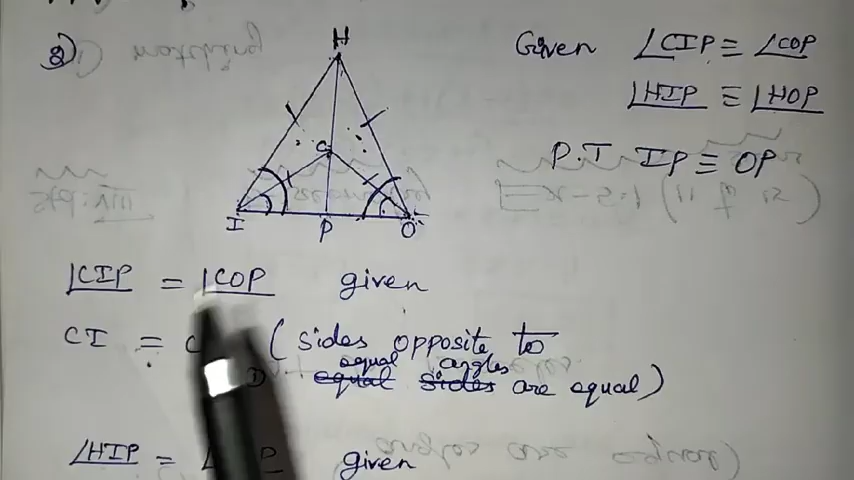 8)
H
C
I P O
Given ∠CIP ≅ ∠COP
∠HIP ≅ ∠HOP
P.T IP ≅ OP
∠CIP = ∠COP given
CI = (sides opposite to
equal angles
equal sides are equal)
∠HIP = given